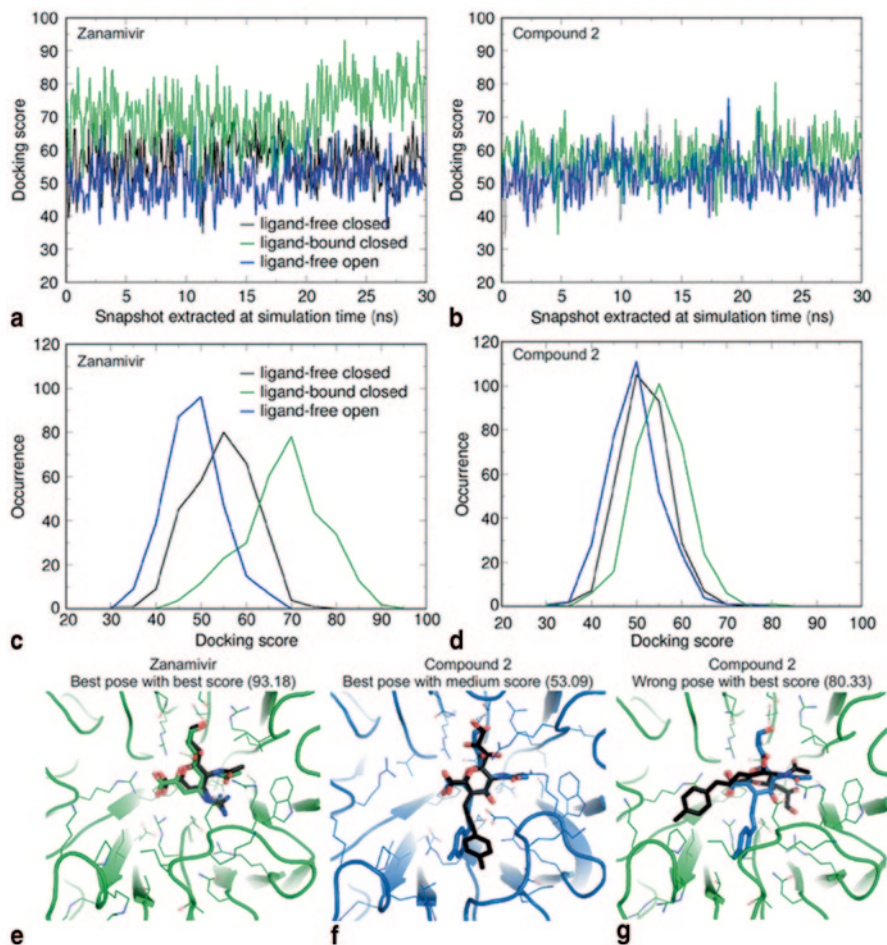 Zanamivir
100
90
80
70
60
50
40
30
20
Docking score
ligand-free closed
ligand-bound closed
ligand-free open
0 5 10 15 20 25 30
Snapshot extracted at simulation time (ns)
a
Compound 2
100
90
80
70
60
50
40
30
20
Docking score
0 5 10 15 20 25 30
Snapshot extracted at simulation time (ns)
b
Zanamivir
120
100
80
60
40
20
0
Occurrence
ligand-free closed
ligand-bound closed
ligand-free open
20 30 40 50 60 70 80 90 100
Docking score
c
Compound 2
120
100
80
60
40
20
0
Occurrence
20 30 40 50 60 70 80 90 100
Docking score
d
Zanamivir
Best pose with best score (93.18)
e
Compound 2
Best pose with medium score (53.09)
f
Compound 2
Wrong pose with best score (80.33)
g